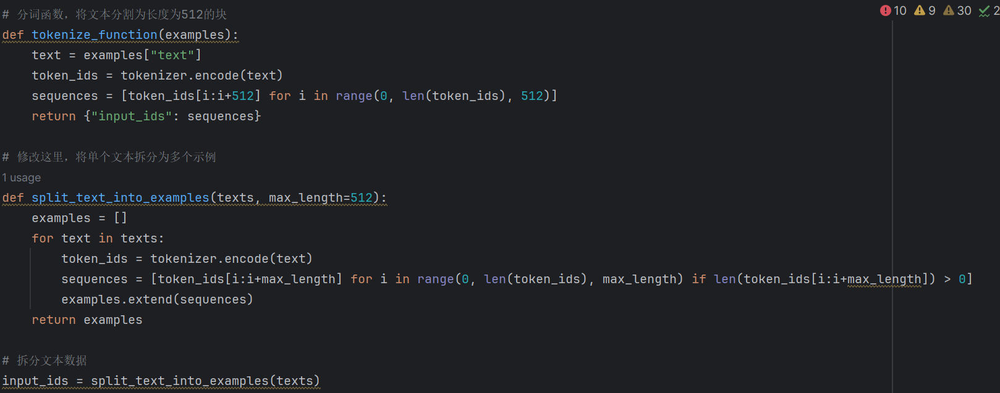 # 分词函数，将文本分割为长度为512的块
def tokenize_function(examples):
    text = examples["text"]
    token_ids = tokenizer.encode(text)
    sequences = [token_ids[i:i+512] for i in range(0, len(token_ids), 512)]
    return {"input_ids": sequences}
# 修改这里，将单个文本拆分为多个示例
1 usage
def split_text_into_examples(texts, max_length=512):
    examples = []
    for text in texts:
        token_ids = tokenizer.encode(text)
        sequences = [token_ids[i:i+max_length] for i in range(0, len(token_ids), max_length) if len(token_ids[i:i+max_length]) > 0]
        examples.extend(sequences)
    return examples
# 拆分文本数据
input_ids = split_text_into_examples(texts)
10 9 30 2